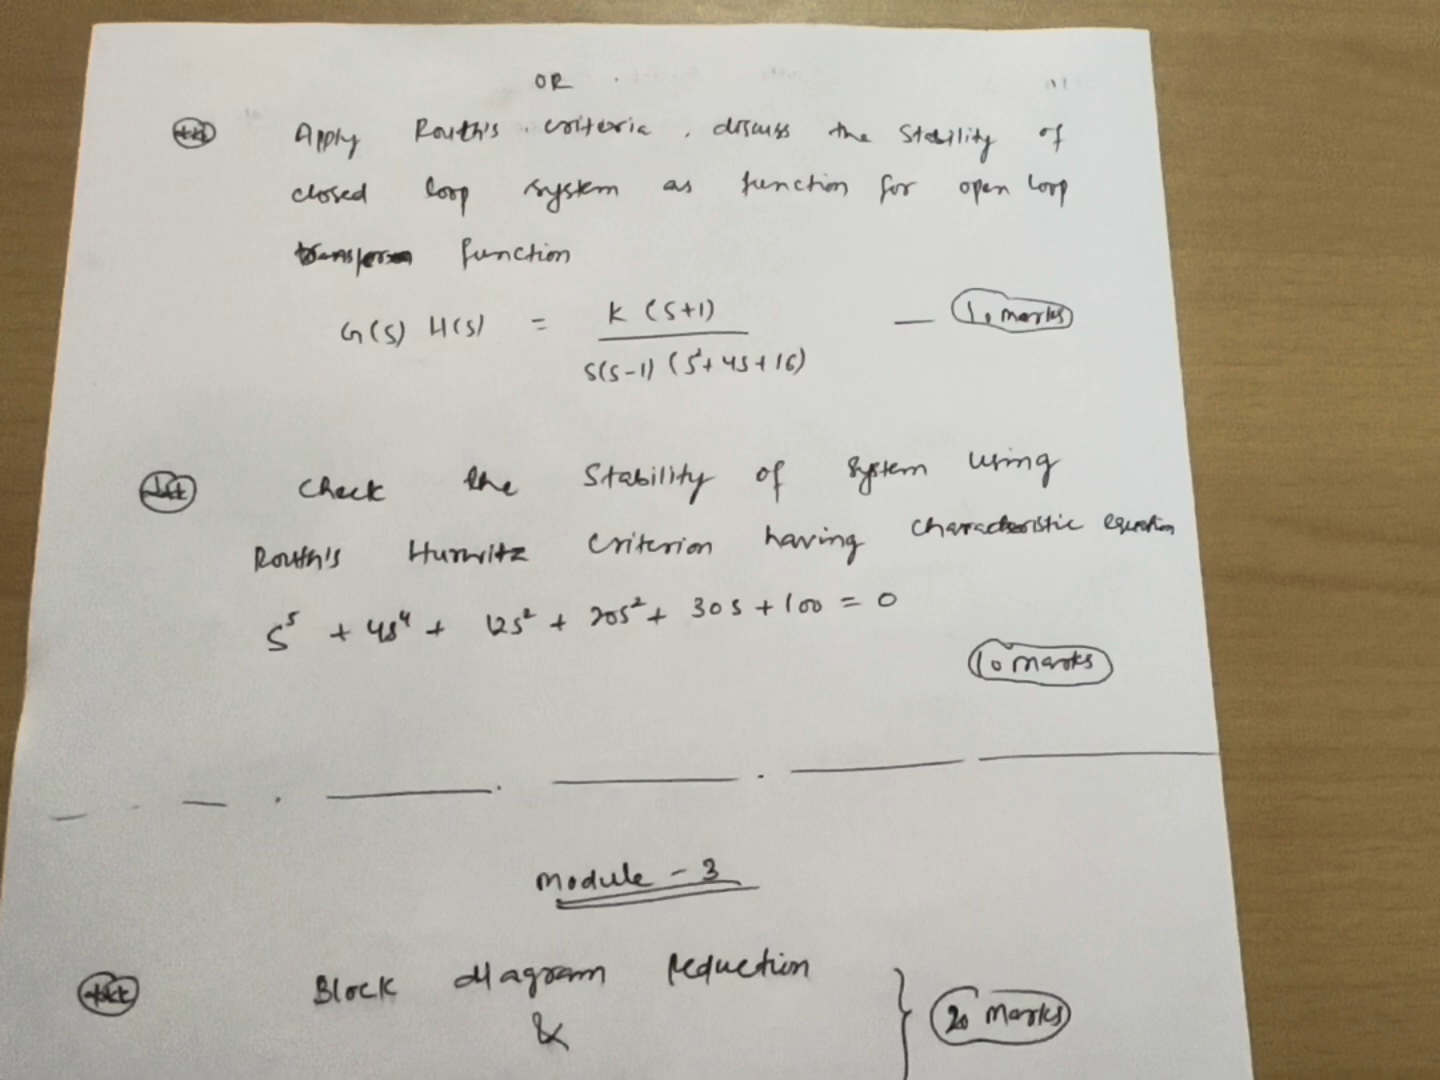 OR
*** Apply Routh's criteria, discuss the Stability of
closed loop system as function for open loop
function
G(S) H(S) = K (S+1) / S(S-1) (S²+4S+16) — 10 marks
Check the Stability of system using
Routh's Hurwitz Criterion having characteristic equation
S⁵ + 4S⁴ + 12S² + 20S² + 30S + 100 = 0
10 marks
Module - 3
Block diagram reduction
&
20 marks